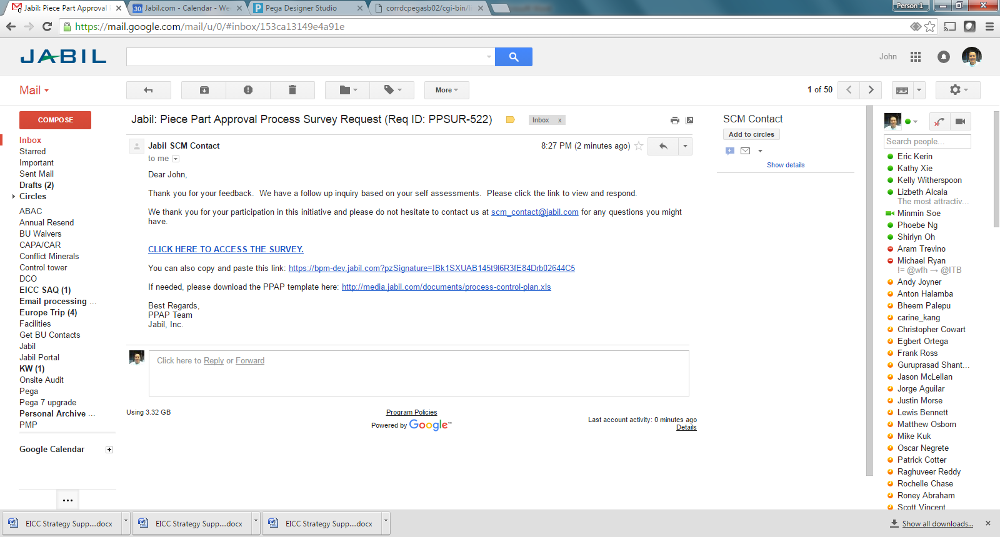 Jabil: Piece Part Approval
Jabil.com - Calendar - We
Pega Designer Studio
corrdcpegasb02/cgi-bin/
Person 1
https://mail.google.com/mail/u/0/#inbox/153ca13149e4a91e
JABIL
John
Mail
More
1 of 50
COMPOSE
Inbox
Starred
Important
Sent Mail
Drafts (2)
Circles
ABAC
Annual Resend
BU Waivers
CAPA/CAR
Conflict Minerals
Control tower
DCO
EICC SAQ (1)
Email processing ...
Europe Trip (4)
Facilities
Get BU Contacts
Jabil
Jabil Portal
KW (1)
Onsite Audit
Pega
Pega 7 upgrade
Personal Archive ...
PMP
Google Calendar
Jabil: Piece Part Approval Process Survey Request (Req ID: PPSUR-522)
Inbox x
Jabil SCM Contact
8:27 PM (2 minutes ago)
to me
Dear John,
Thank you for your feedback. We have a follow up inquiry based on your self assessments. Please click the link to view and respond.
We thank you for your participation in this initiative and please do not hesitate to contact us at scm_contact@jabil.com for any questions you might
have.
CLICK HERE TO ACCESS THE SURVEY.
You can also copy and paste this link: https://bpm-dev.jabil.com?pzSignature=IBk1SXUAB145t9I6R3fE84Drb02644C5
If needed, please download the PPAP template here: http://media.jabil.com/documents/process-control-plan.xls
Best Regards,
PPAP Team
Jabil, Inc.
Click here to Reply or Forward
Using 3.32 GB
Program Policies
Powered by Google™
Last account activity: 0 minutes ago
Details
SCM Contact
Add to circles
Show details
Search people...
Eric Kerin
Kathy Xie
Kelly Witherspoon
Lizbeth Alcala
The most attractiv...
Minmin Soe
Phoebe Ng
Shirlyn Oh
Aram Trevino
Michael Ryan
!= @wfh → @ITB
Andy Joyner
Anton Halamba
Bheem Palepu
carine_kang
Christopher Cowart
Egbert Ortega
Frank Ross
Guruprasad Shant...
Jason McLellan
Jorge Aguilar
Justin Morse
Lewis Bennett
Matthew Osborn
Mike Kuk
Oscar Negrete
Patrick Cotter
Raghuveer Reddy
Rochelle Chase
Roney Abraham
Scott Vincent
EICC Strategy Supp....docx
EICC Strategy Supp....docx
EICC Strategy Supp....docx
Show all downloads...